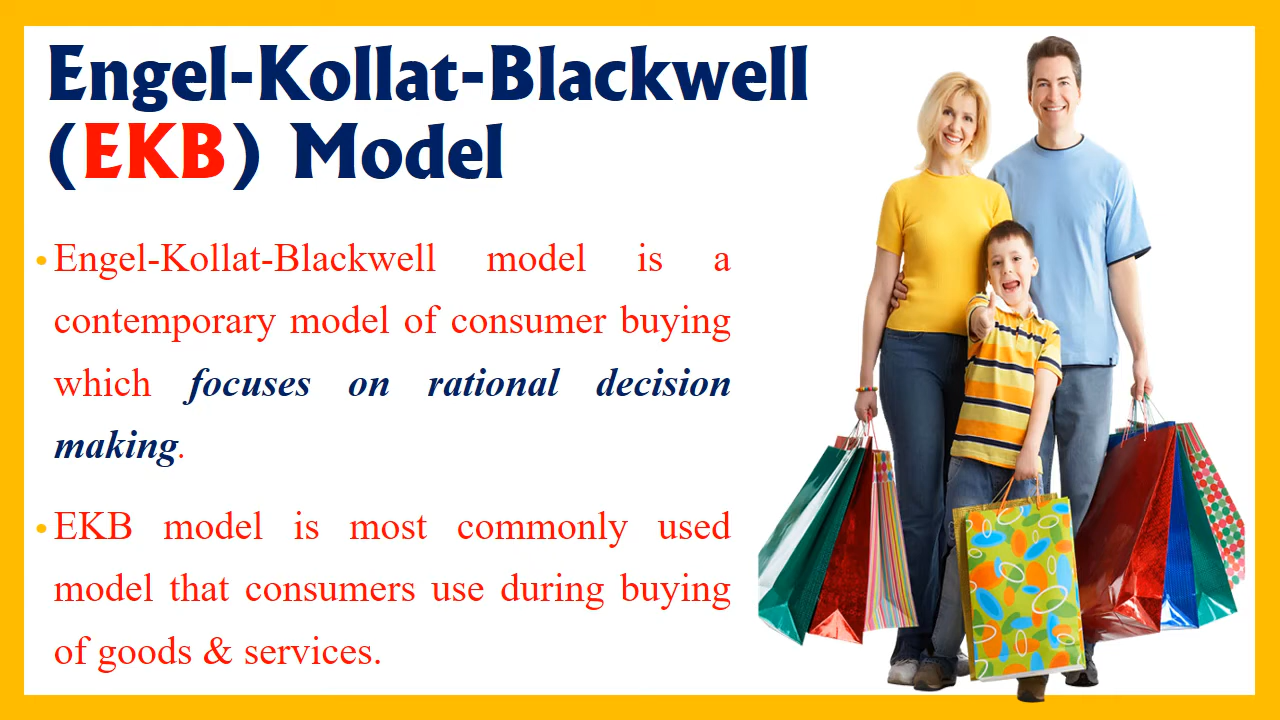 Engel-Kollat-Blackwell
(EKB) Model
• Engel-Kollat-Blackwell model is a
contemporary model of consumer buying
which focuses on rational decision
making.
• EKB model is most commonly used
model that consumers use during buying
of goods & services.